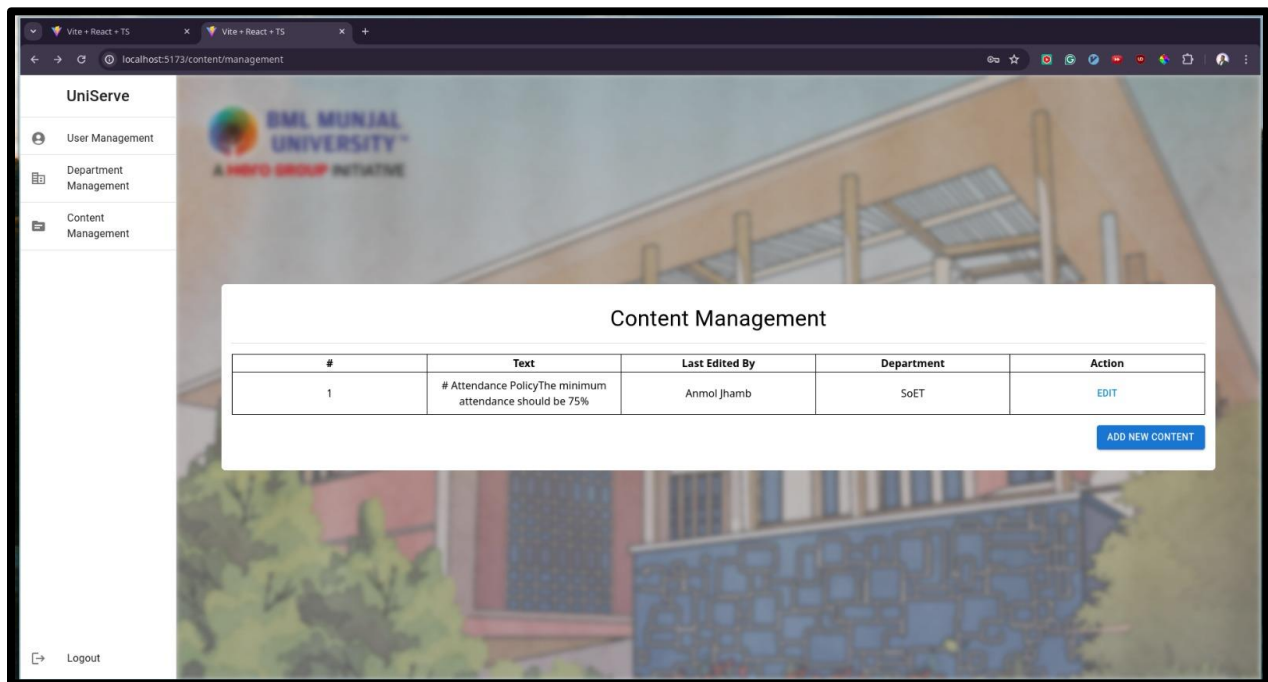 Vite + React + TS
Vite + React + TS
localhost:5173/content/management
UniServe
BML MUNJAL
UNIVERSITY™
A Hero GROUP INITIATIVE
User Management
Department
Management
Content
Management
Content Management
# Text Last Edited By Department Action
1 # Attendance PolicyThe minimum attendance should be 75% Anmol Jhamb SoET EDIT
ADD NEW CONTENT
Logout